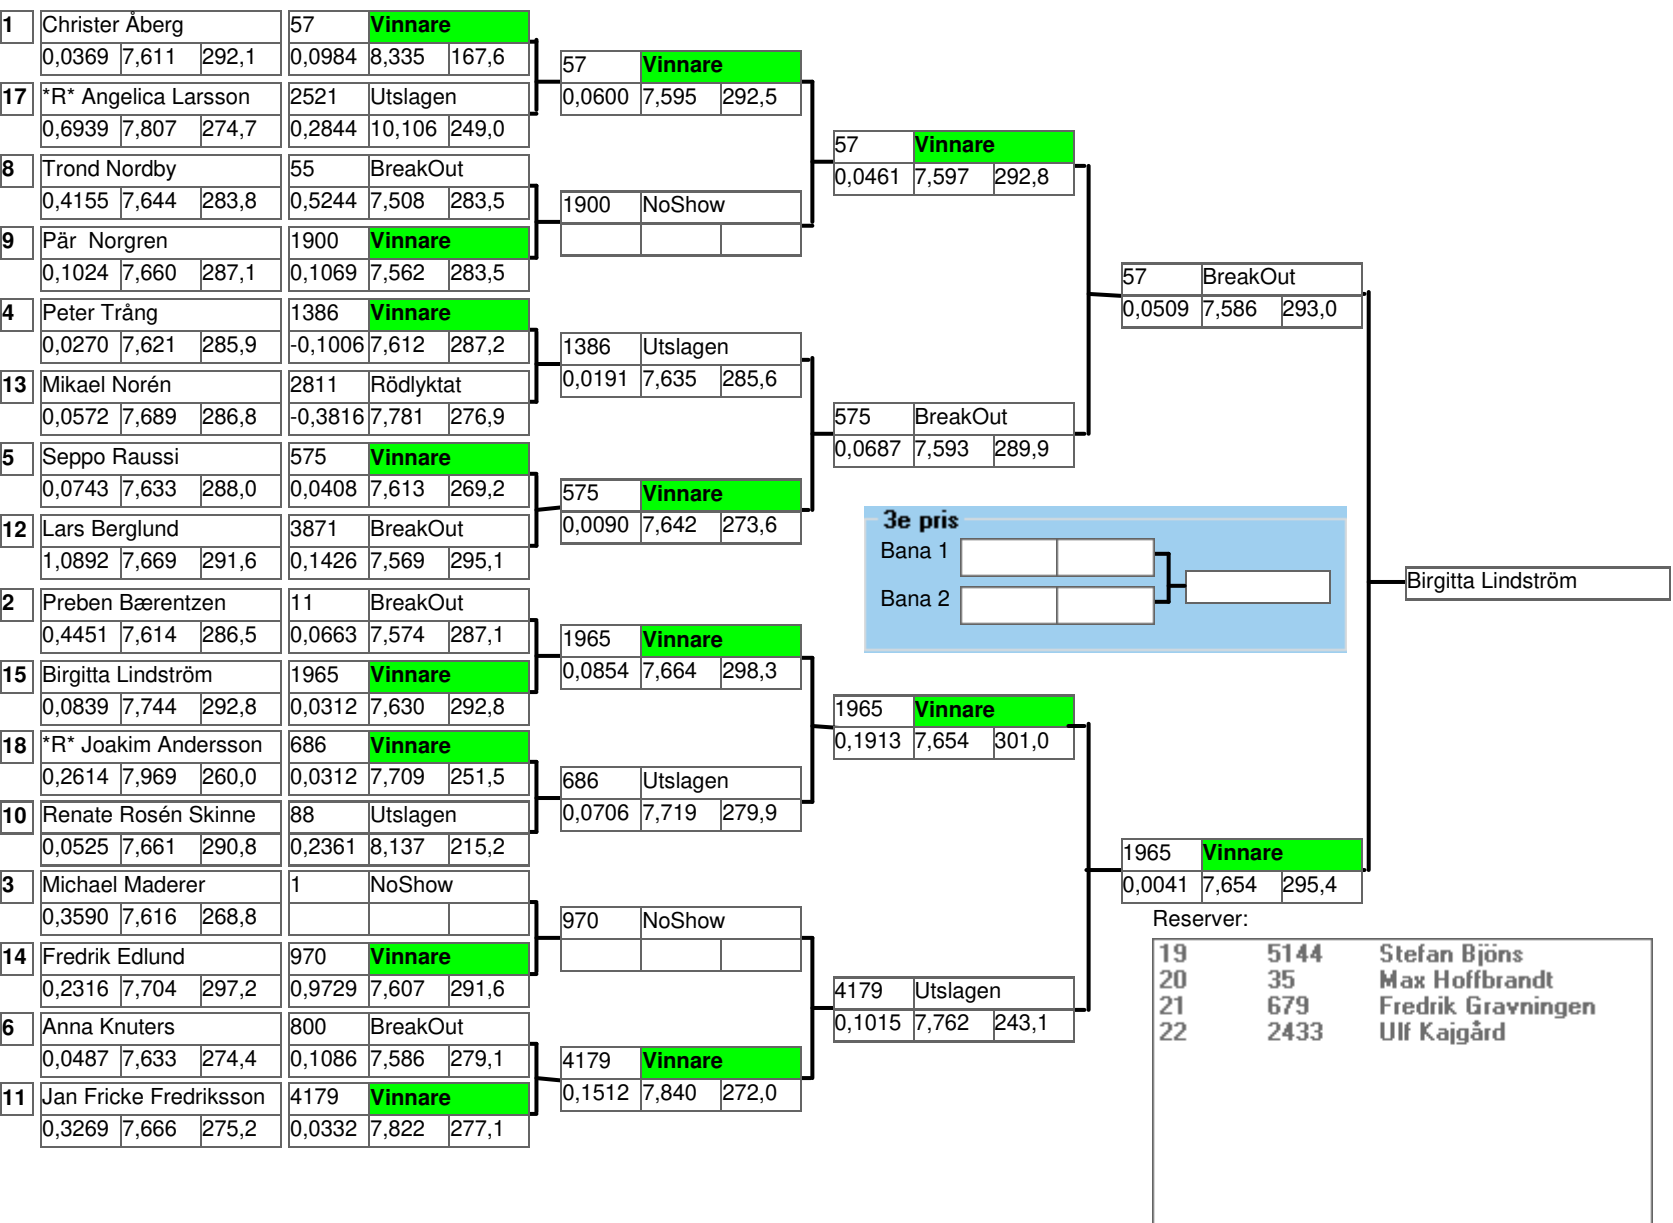 1 Christer Åberg 57 Vinnare
0,0369 7,611 292,1 0,0984 8,335 167,6
57 Vinnare
0,0600 7,595 292,5
17 *R* Angelica Larsson 2521 Utslagen
0,6939 7,807 274,7 0,2844 10,106 249,0
57 Vinnare
0,0461 7,597 292,8
8 Trond Nordby 55 BreakOut
0,4155 7,644 283,8 0,5244 7,508 283,5
1900 NoShow
9 Pär Norgren 1900 Vinnare
0,1024 7,660 287,1 0,1069 7,562 283,5
57 BreakOut
0,0509 7,586 293,0
4 Peter Trång 1386 Vinnare
0,0270 7,621 285,9 -0,1006 7,612 287,2
1386 Utslagen
0,0191 7,635 285,6
13 Mikael Norén 2811 Rödlyktat
0,0572 7,689 286,8 -0,3816 7,781 276,9
575 BreakOut
0,0687 7,593 289,9
5 Seppo Raussi 575 Vinnare
0,0743 7,633 288,0 0,0408 7,613 269,2
575 Vinnare
0,0090 7,642 273,6
12 Lars Berglund 3871 BreakOut
1,0892 7,669 291,6 0,1426 7,569 295,1
3e pris
Bana 1
Bana 2
Birgitta Lindström
2 Preben Bærentzen 11 BreakOut
0,4451 7,614 286,5 0,0663 7,574 287,1
1965 Vinnare
0,0854 7,664 298,3
15 Birgitta Lindström 1965 Vinnare
0,0839 7,744 292,8 0,0312 7,630 292,8
1965 Vinnare
0,1913 7,654 301,0
18 *R* Joakim Andersson 686 Vinnare
0,2614 7,969 260,0 0,0312 7,709 251,5
686 Utslagen
0,0706 7,719 279,9
10 Renate Rosén Skinne 88 Utslagen
0,0525 7,661 290,8 0,2361 8,137 215,2
1965 Vinnare
0,0041 7,654 295,4
3 Michael Maderer 1 NoShow
0,3590 7,616 268,8
970 NoShow
14 Fredrik Edlund 970 Vinnare
0,2316 7,704 297,2 0,9729 7,607 291,6
4179 Utslagen
0,1015 7,762 243,1
6 Anna Knuters 800 BreakOut
0,0487 7,633 274,4 0,1086 7,586 279,1
4179 Vinnare
0,1512 7,840 272,0
11 Jan Fricke Fredriksson 4179 Vinnare
0,3269 7,666 275,2 0,0332 7,822 277,1
Reserver:
19 5144 Stefan Bjöns
20 35 Max Hoffbrandt
21 679 Fredrik Gravningen
22 2433 Ulf Kajgård